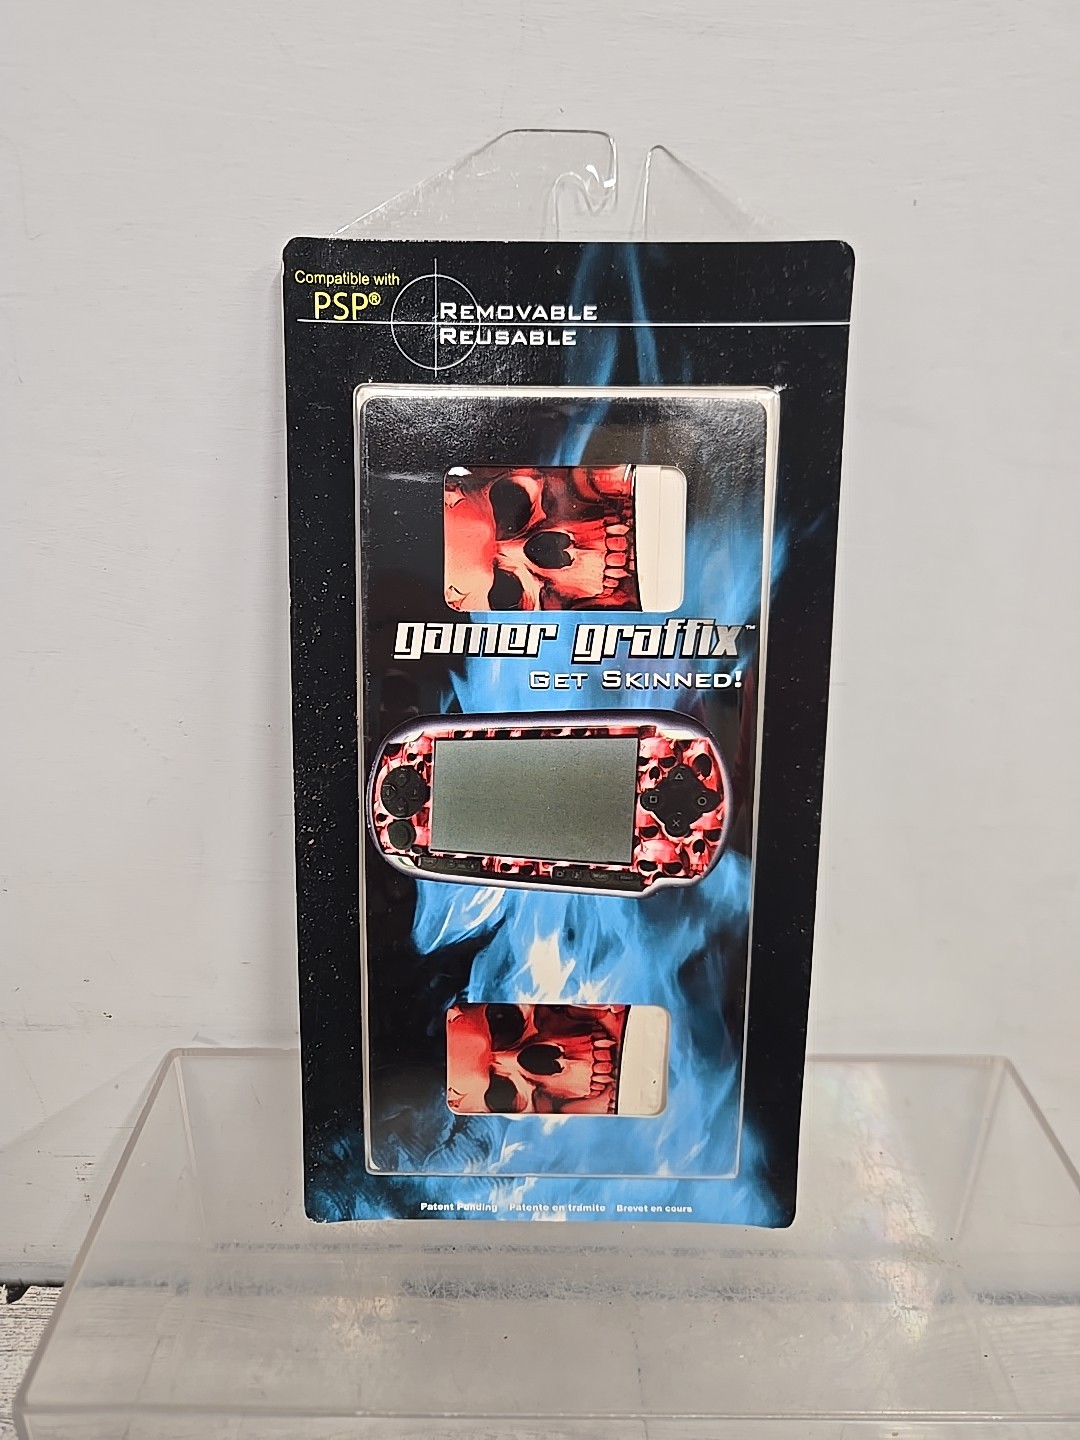 Compatible with
PSP®
REMOVABLE
REUSABLE
gamer graffix™
GET SKINNED!
Patent Pending Patente en trámite Brevet en cours